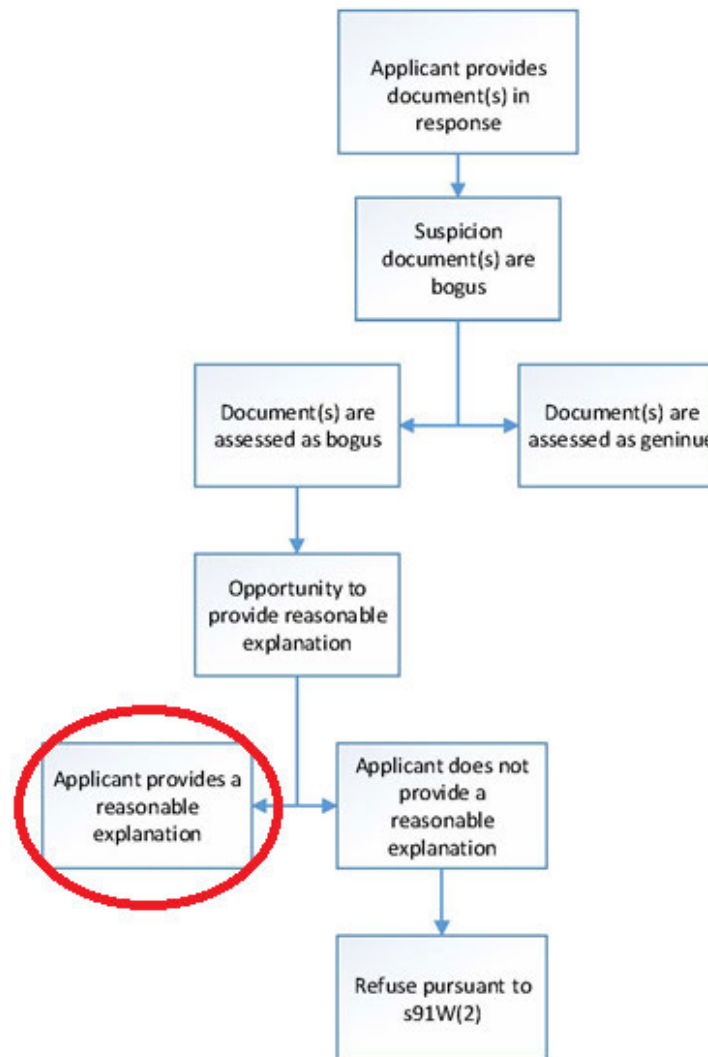 Applicant provides
document(s) in
response
Suspicion
document(s) are
bogus
Document(s) are
assessed as bogus
Document(s) are
assessed as geninue
Opportunity to
provide reasonable
explanation
Applicant provides a
reasonable
explanation
Applicant does not
provide a
reasonable
explanation
Refuse pursuant to
s91W(2)